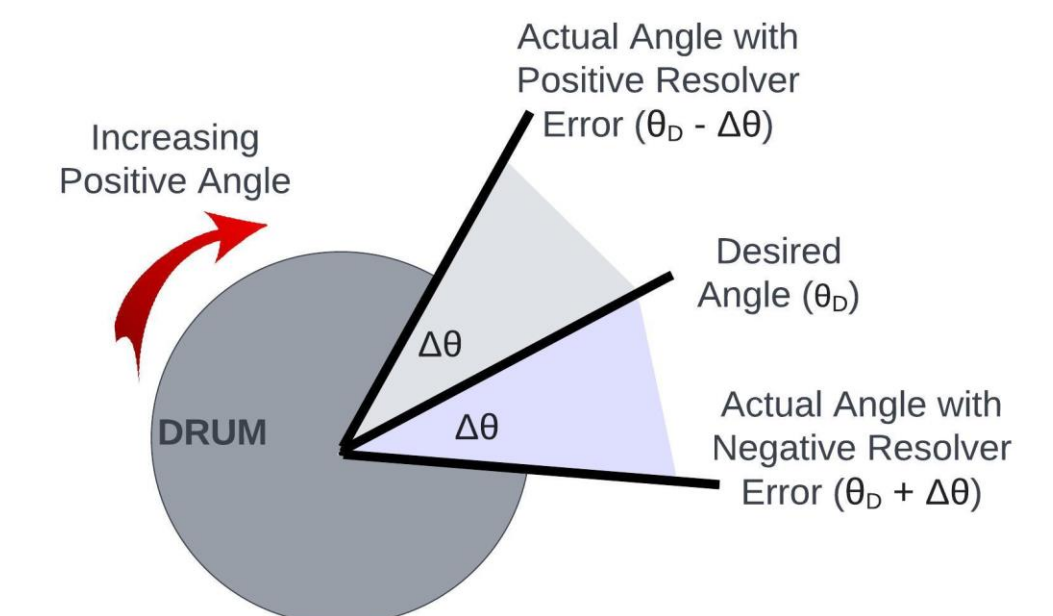 Actual Angle with
Positive Resolver
Error (θD - Δθ)
Increasing
Positive Angle
Desired
Angle (θD)
Δθ
Actual Angle with
Negative Resolver
Error (θD + Δθ)
Δθ
DRUM